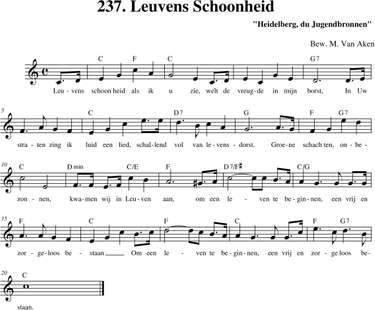 237. Leuvens Schoonheid
"Heidelberg, du Jugendbronnen"
Bew. M. Van Aken
C F C G7
Leu - vens schoon heid als ik u zie, welt de vreug - de in mijn borst, In Uw
5 F C D7 G F G7
stra - ten zing ik luid een lied, schal - lend vol van le - vens - dorst. Groe - ne schach ten, on - be -
10 C D min C/E F D7/F# C/G
zon - nen, kwa - men wij in Leu - ven aan, om een le - ven te be - gin - nen, een vrij en
15 F C F C G C G7
zor - ge - loos be - staan Om een le - ven te be - gin - nen, een vrij en zor - ge - loos be -
20 C
staan.